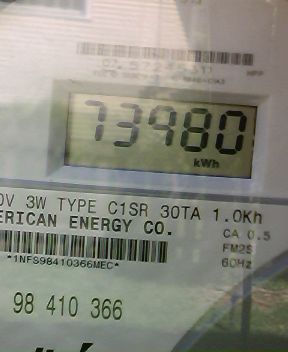 73980
kWh
0V 3W TYPE C1SR 30TA 1.0Kh
ERICAN ENERGY CO.
CA 0.5
FM2S
60Hz
*1NFS98410366MEC*
98 410 366